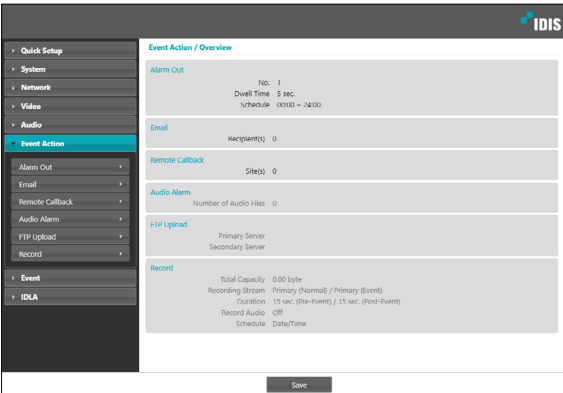 IDIS
Quick Setup
System
Network
Video
Audio
Event Action
Alarm Out
Email
Remote Callback
Audio Alarm
FTP Upload
Record
Event
IDLA
Event Action / Overview
Alarm Out
No. 1
Dwell Time 5 sec.
Schedule 00:00 ~ 24:00
Email
Recipient(s) 0
Remote Callback
Site(s) 0
Audio Alarm
Number of Audio Files 0
FTP Upload
Primary Server
Secondary Server
Record
Total Capacity 0.00 byte
Recording Stream Primary (Normal) / Primary (Event)
Duration 15 sec. (Pre-Event) / 15 sec. (Post-Event)
Record Audio Off
Schedule Date/Time
Save